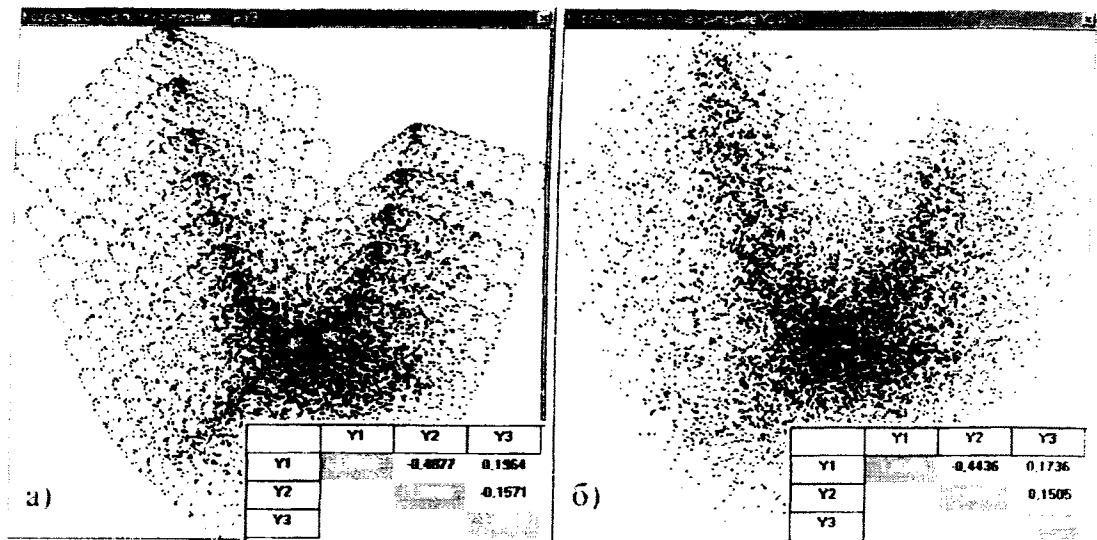 Y1 Y2 Y3
Y1 -0,4877 0,1964
Y2 -0,1571
Y3
а)
Y1 Y2 Y3
Y1 -0,4436 0,1736
Y2 0,1505
Y3
б)